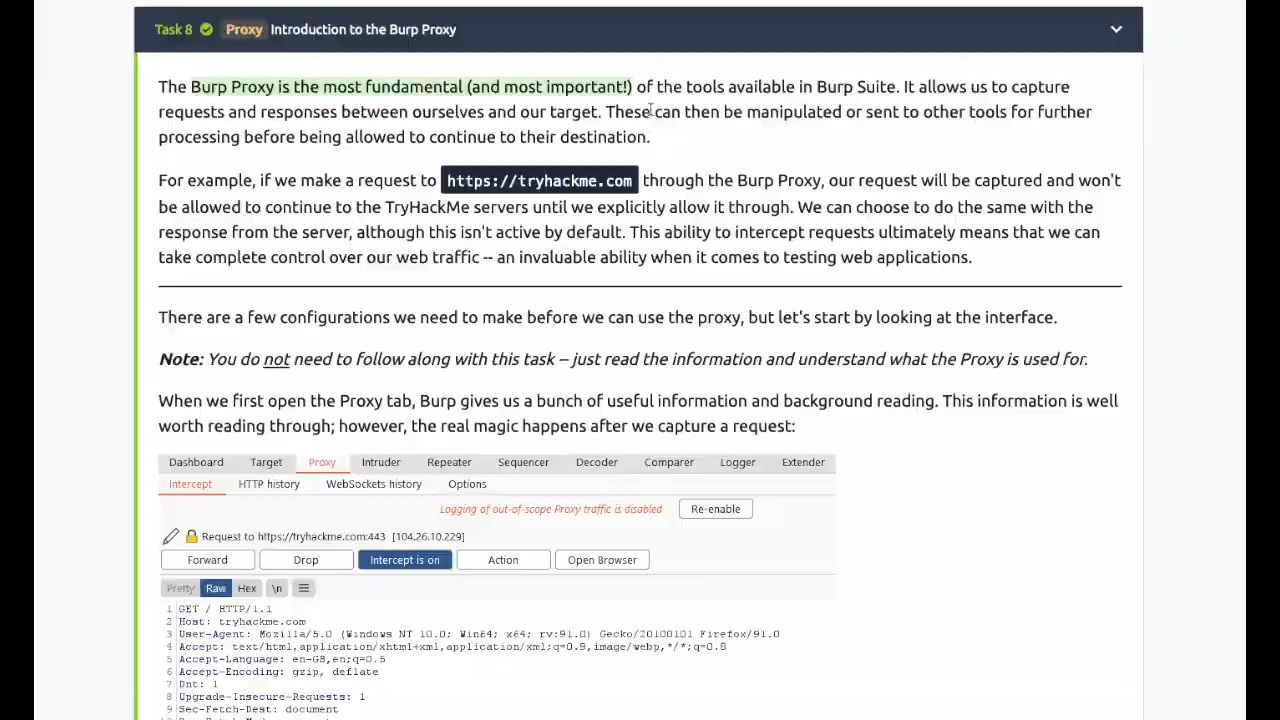 Task 8 Proxy Introduction to the Burp Proxy
The Burp Proxy is the most fundamental (and most important!) of the tools available in Burp Suite. It allows us to capture
requests and responses between ourselves and our target. These can then be manipulated or sent to other tools for further
processing before being allowed to continue to their destination.
For example, if we make a request to https://tryhackme.com through the Burp Proxy, our request will be captured and won't
be allowed to continue to the TryHackMe servers until we explicitly allow it through. We can choose to do the same with the
response from the server, although this isn't active by default. This ability to intercept requests ultimately means that we can
take complete control over our web traffic -- an invaluable ability when it comes to testing web applications.
There are a few configurations we need to make before we can use the proxy, but let's start by looking at the interface.
Note: You do not need to follow along with this task – just read the information and understand what the Proxy is used for.
When we first open the Proxy tab, Burp gives us a bunch of useful information and background reading. This information is well
worth reading through; however, the real magic happens after we capture a request:
Dashboard Target Proxy Intruder Repeater Sequencer Decoder Comparer Logger Extender
Intercept HTTP history WebSockets history Options
Logging of out-of-scope Proxy traffic is disabled Re-enable
Request to https://tryhackme.com:443 [104.26.10.229]
Forward Drop Intercept is on Action Open Browser
Pretty Raw Hex \n
1 GET / HTTP/1.1
2 Host: tryhackme.com
3 User-Agent: Mozilla/5.0 (Windows NT 10.0; Win64; x64; rv:91.0) Gecko/20100101 Firefox/91.0
4 Accept: text/html,application/xhtml+xml,application/xml;q=0.9,image/webp,*/*;q=0.8
5 Accept-Language: en-GB,en;q=0.5
6 Accept-Encoding: gzip, deflate
7 Dnt: 1
8 Upgrade-Insecure-Requests: 1
9 Sec-Fetch-Dest: document